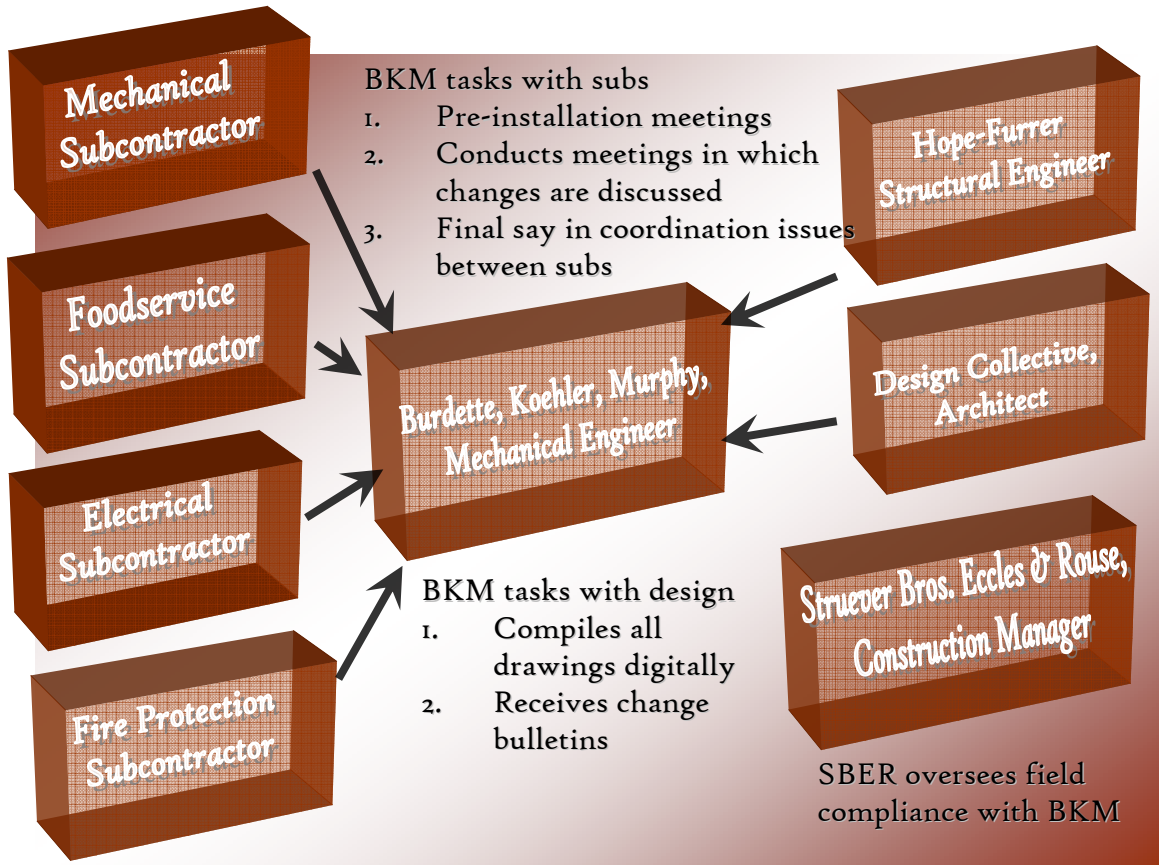 Mechanical
Subcontractor
Foodservice
Subcontractor
Electrical
Subcontractor
Fire Protection
Subcontractor
BKM tasks with subs
1. Pre-installation meetings
2. Conducts meetings in which
changes are discussed
3. Final say in coordination issues
between subs
Burdette, Koehler, Murphy,
Mechanical Engineer
BKM tasks with design
1. Compiles all
drawings digitally
2. Receives change
bulletins
Hope-Furrer
Structural Engineer
Design Collective,
Architect
Struever Bros. Eccles & Rouse,
Construction Manager
SBER oversees field
compliance with BKM